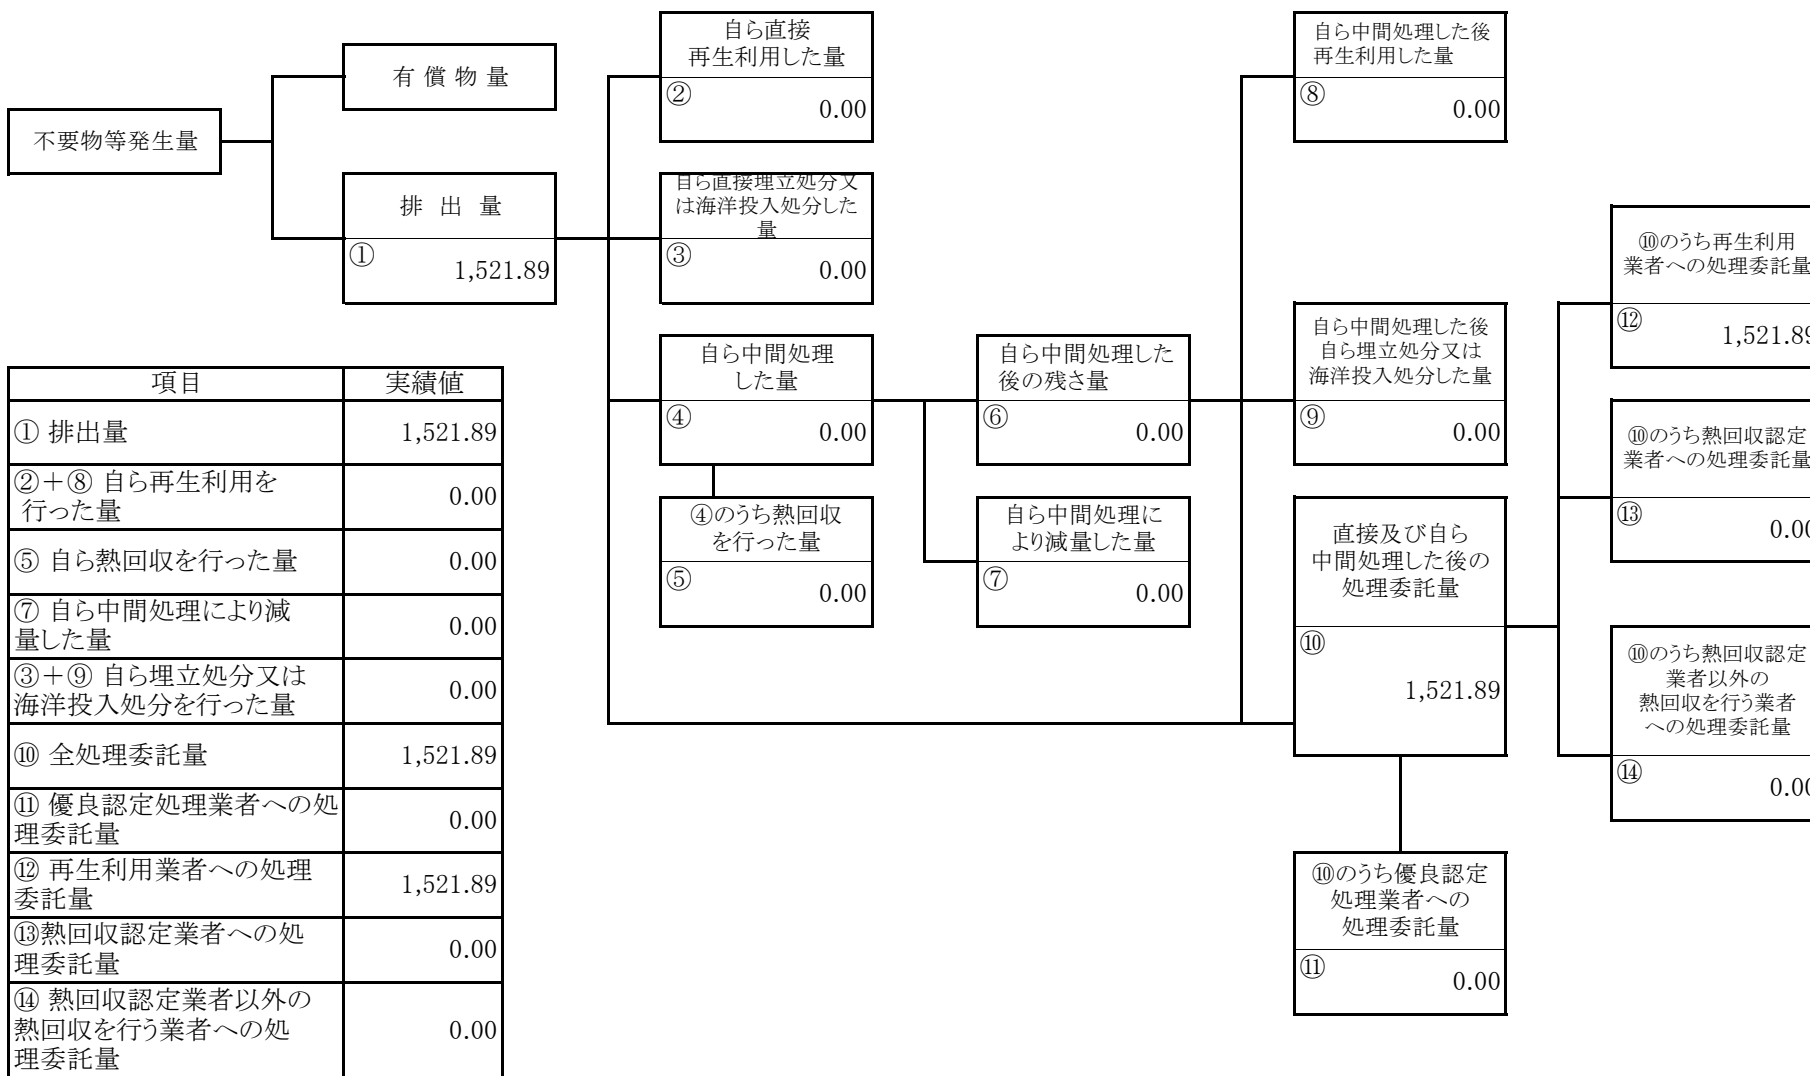 不要物等発生量
有 償 物 量
排 出 量
①
1,521.89
自ら直接
再生利用した量
②
0.00
自ら直接埋立処分又
は海洋投入処分した
量
③
0.00
自ら中間処理
した量
④
0.00
④のうち熱回収
を行った量
⑤
0.00
自ら中間処理した
後の残さ量
⑥
0.00
自ら中間処理に
より減量した量
⑦
0.00
自ら中間処理した後
再生利用した量
⑧
0.00
自ら中間処理した後
自ら埋立処分又は
海洋投入処分した量
⑨
0.00
直接及び自ら
中間処理した後の
処理委託量
⑩
1,521.89
⑩のうち優良認定
処理業者への
処理委託量
⑪
0.00
⑩のうち再生利用
業者への処理委託量
⑫
1,521.89
⑩のうち熱回収認定
業者への処理委託量
⑬
0.00
⑩のうち熱回収認定
業者以外の
熱回収を行う業者
への処理委託量
⑭
0.00
項目 実績値
① 排出量 1,521.89
②＋⑧ 自ら再生利用を
行った量 0.00
⑤ 自ら熱回収を行った量 0.00
⑦ 自ら中間処理により減
量した量 0.00
③＋⑨ 自ら埋立処分又は
海洋投入処分を行った量 0.00
⑩ 全処理委託量 1,521.89
⑪ 優良認定処理業者への処
理委託量 0.00
⑫ 再生利用業者への処理
委託量 1,521.89
⑬熱回収認定業者への処
理委託量 0.00
⑭ 熱回収認定業者以外の
熱回収を行う業者への処
理委託量 0.00